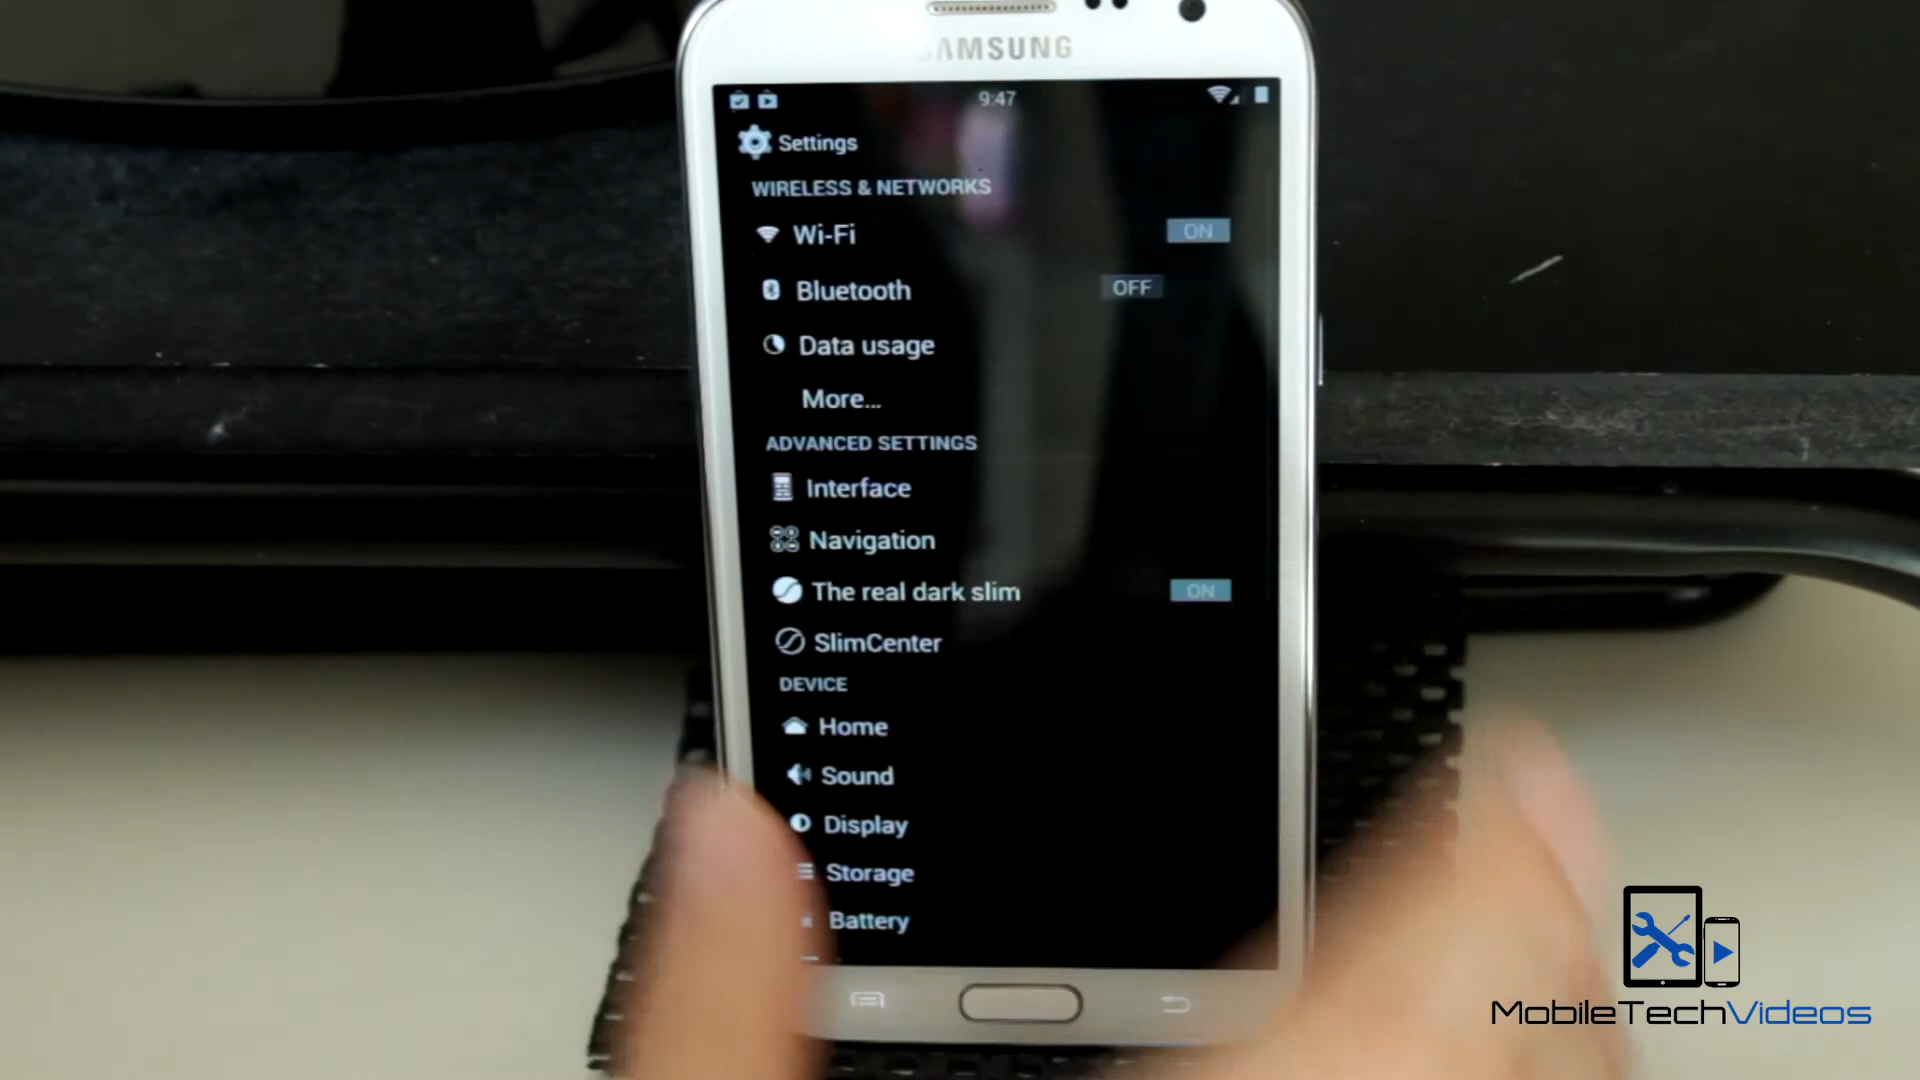 SAMSUNG
9:47
Settings
WIRELESS & NETWORKS
Wi-Fi ON
Bluetooth OFF
Data usage
More...
ADVANCED SETTINGS
Interface
Navigation
The real dark slim ON
SlimCenter
DEVICE
Home
Sound
Display
Storage
Battery
MobileTechVideos